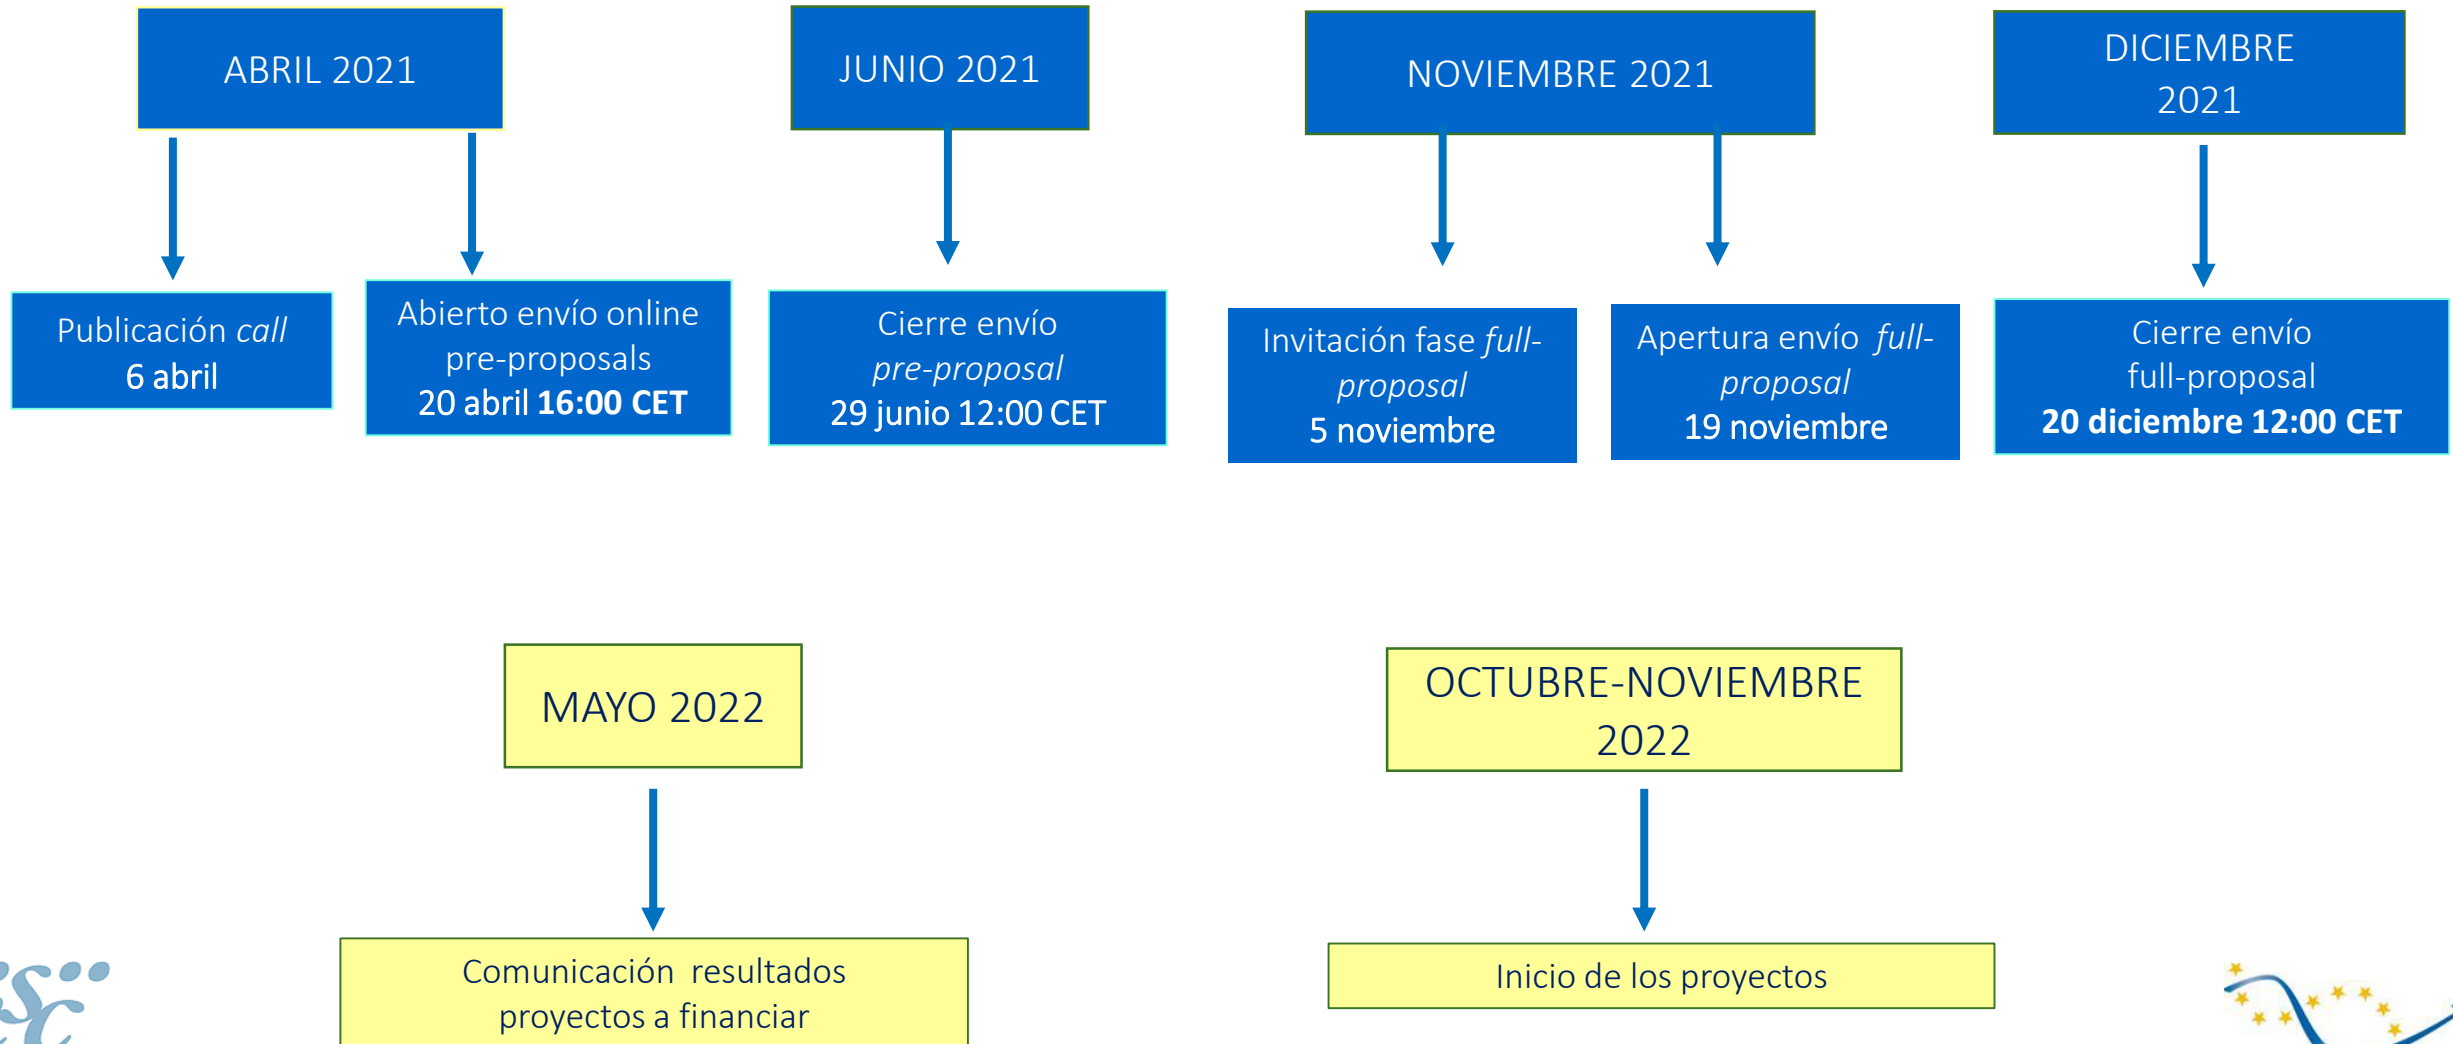 ABRIL 2021
JUNIO 2021
NOVIEMBRE 2021
DICIEMBRE
2021
Publicación call
6 abril
Abierto envío online
pre-proposals
20 abril 16:00 CET
Cierre envío
pre-proposal
29 junio 12:00 CET
Invitación fase full-
proposal
5 noviembre
Apertura envío full-
proposal
19 noviembre
Cierre envío
full-proposal
20 diciembre 12:00 CET
MAYO 2022
OCTUBRE-NOVIEMBRE
2022
Comunicación resultados
proyectos a financiar
Inicio de los proyectos